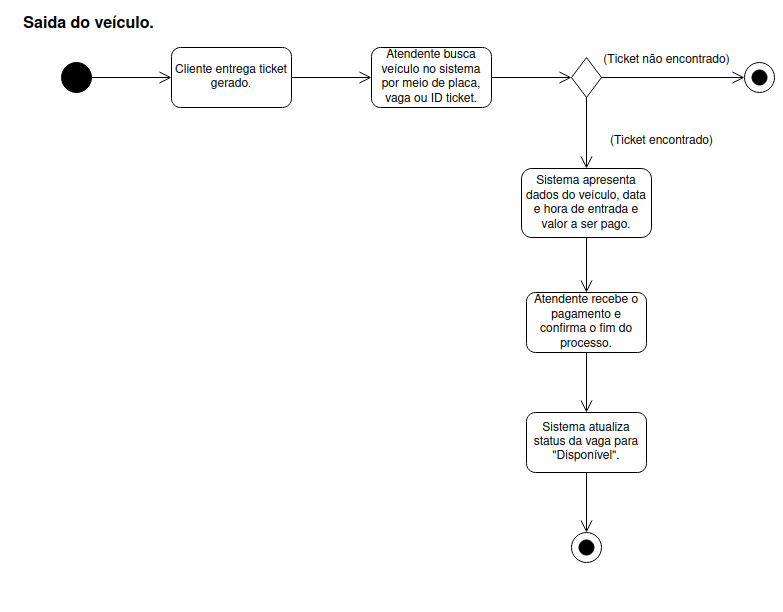 Saida do veículo.
Cliente entrega ticket
gerado.
Atendente busca
veículo no sistema
por meio de placa,
vaga ou ID ticket.
(Ticket não encontrado)
(Ticket encontrado)
Sistema apresenta
dados do veículo, data
e hora de entrada e
valor a ser pago.
Atendente recebe o
pagamento e
confirma o fim do
processo.
Sistema atualiza
status da vaga para
"Disponível".